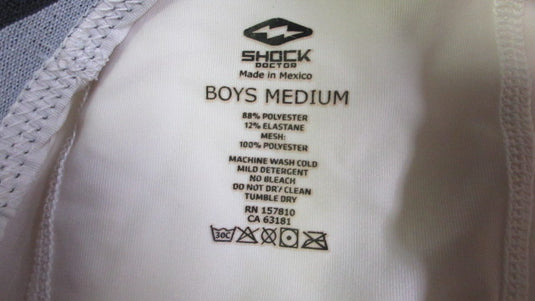 SHOCK
DOCTOR
Made in Mexico
BOYS MEDIUM
88% POLYESTER
12% ELASTANE
MESH:
100% POLYESTER
MACHINE WASH COLD
MILD DETERGENT
NO BLEACH
DO NOT DRY CLEAN
TUMBLE DRY
RN 157810
CA 63181
30C